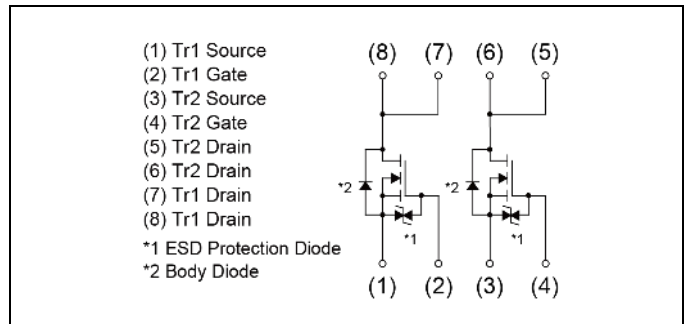 (1) Tr1 Source
(2) Tr1 Gate
(3) Tr2 Source
(4) Tr2 Gate
(5) Tr2 Drain
(6) Tr2 Drain
(7) Tr1 Drain
(8) Tr1 Drain
*1 ESD Protection Diode
*2 Body Diode
(8) (7) (6) (5)
*2 *2
*1 *1
(1) (2) (3) (4)